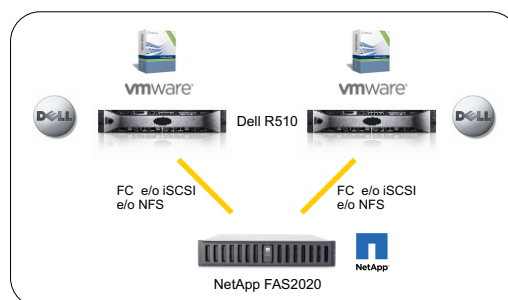 vmware®
vmware®
DELL
Dell R510
DELL
FC e/o iSCSI
e/o NFS
FC e/o iSCSI
e/o NFS
NetApp
NetApp FAS2020